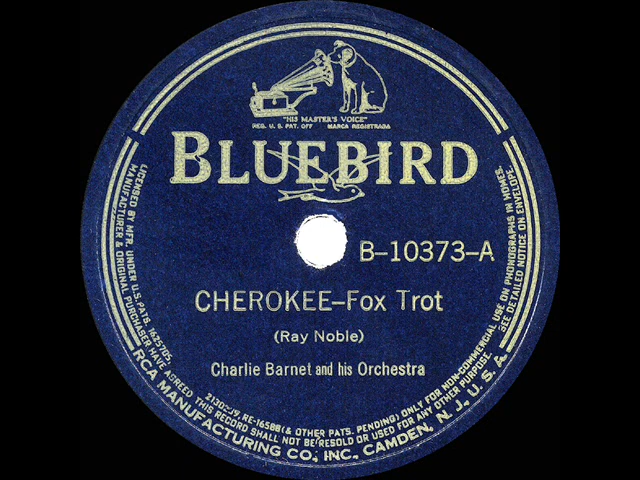 "HIS MASTER'S VOICE"
REG. U. S. PAT. OFF. MARCA REGISTRADA
BLUEBIRD
B-10373-A
CHEROKEE-Fox Trot
(Ray Noble)
Charlie Barnet and his Orchestra
LICENSED BY MFR. UNDER U.S. PATS. 1625705,
2130239, RE-16588 (& OTHER PATS. PENDING) ONLY FOR NON-COMMERCIAL USE ON PHONOGRAPHS IN HOMES.
MANUFACTURER & ORIGINAL PURCHASER HAVE AGREED THIS RECORD SHALL NOT BE RESOLD OR USED FOR ANY OTHER PURPOSE. SEE DETAILED NOTICE ON ENVELOPE.
RCA MANUFACTURING CO., INC., CAMDEN, N. J., U. S. A.